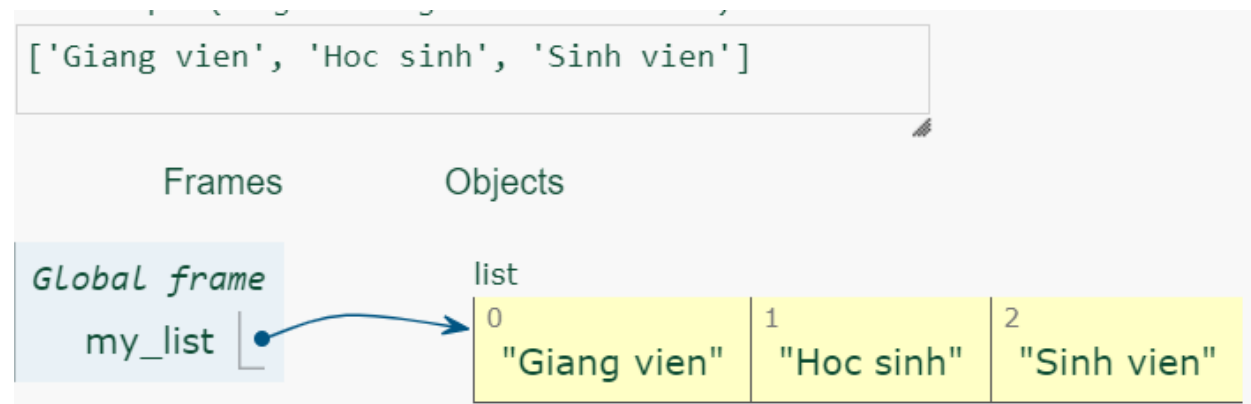 ['Giang vien', 'Hoc sinh', 'Sinh vien']
Frames Objects
Global frame
list
my_list
0 1 2
"Giang vien" "Hoc sinh" "Sinh vien"